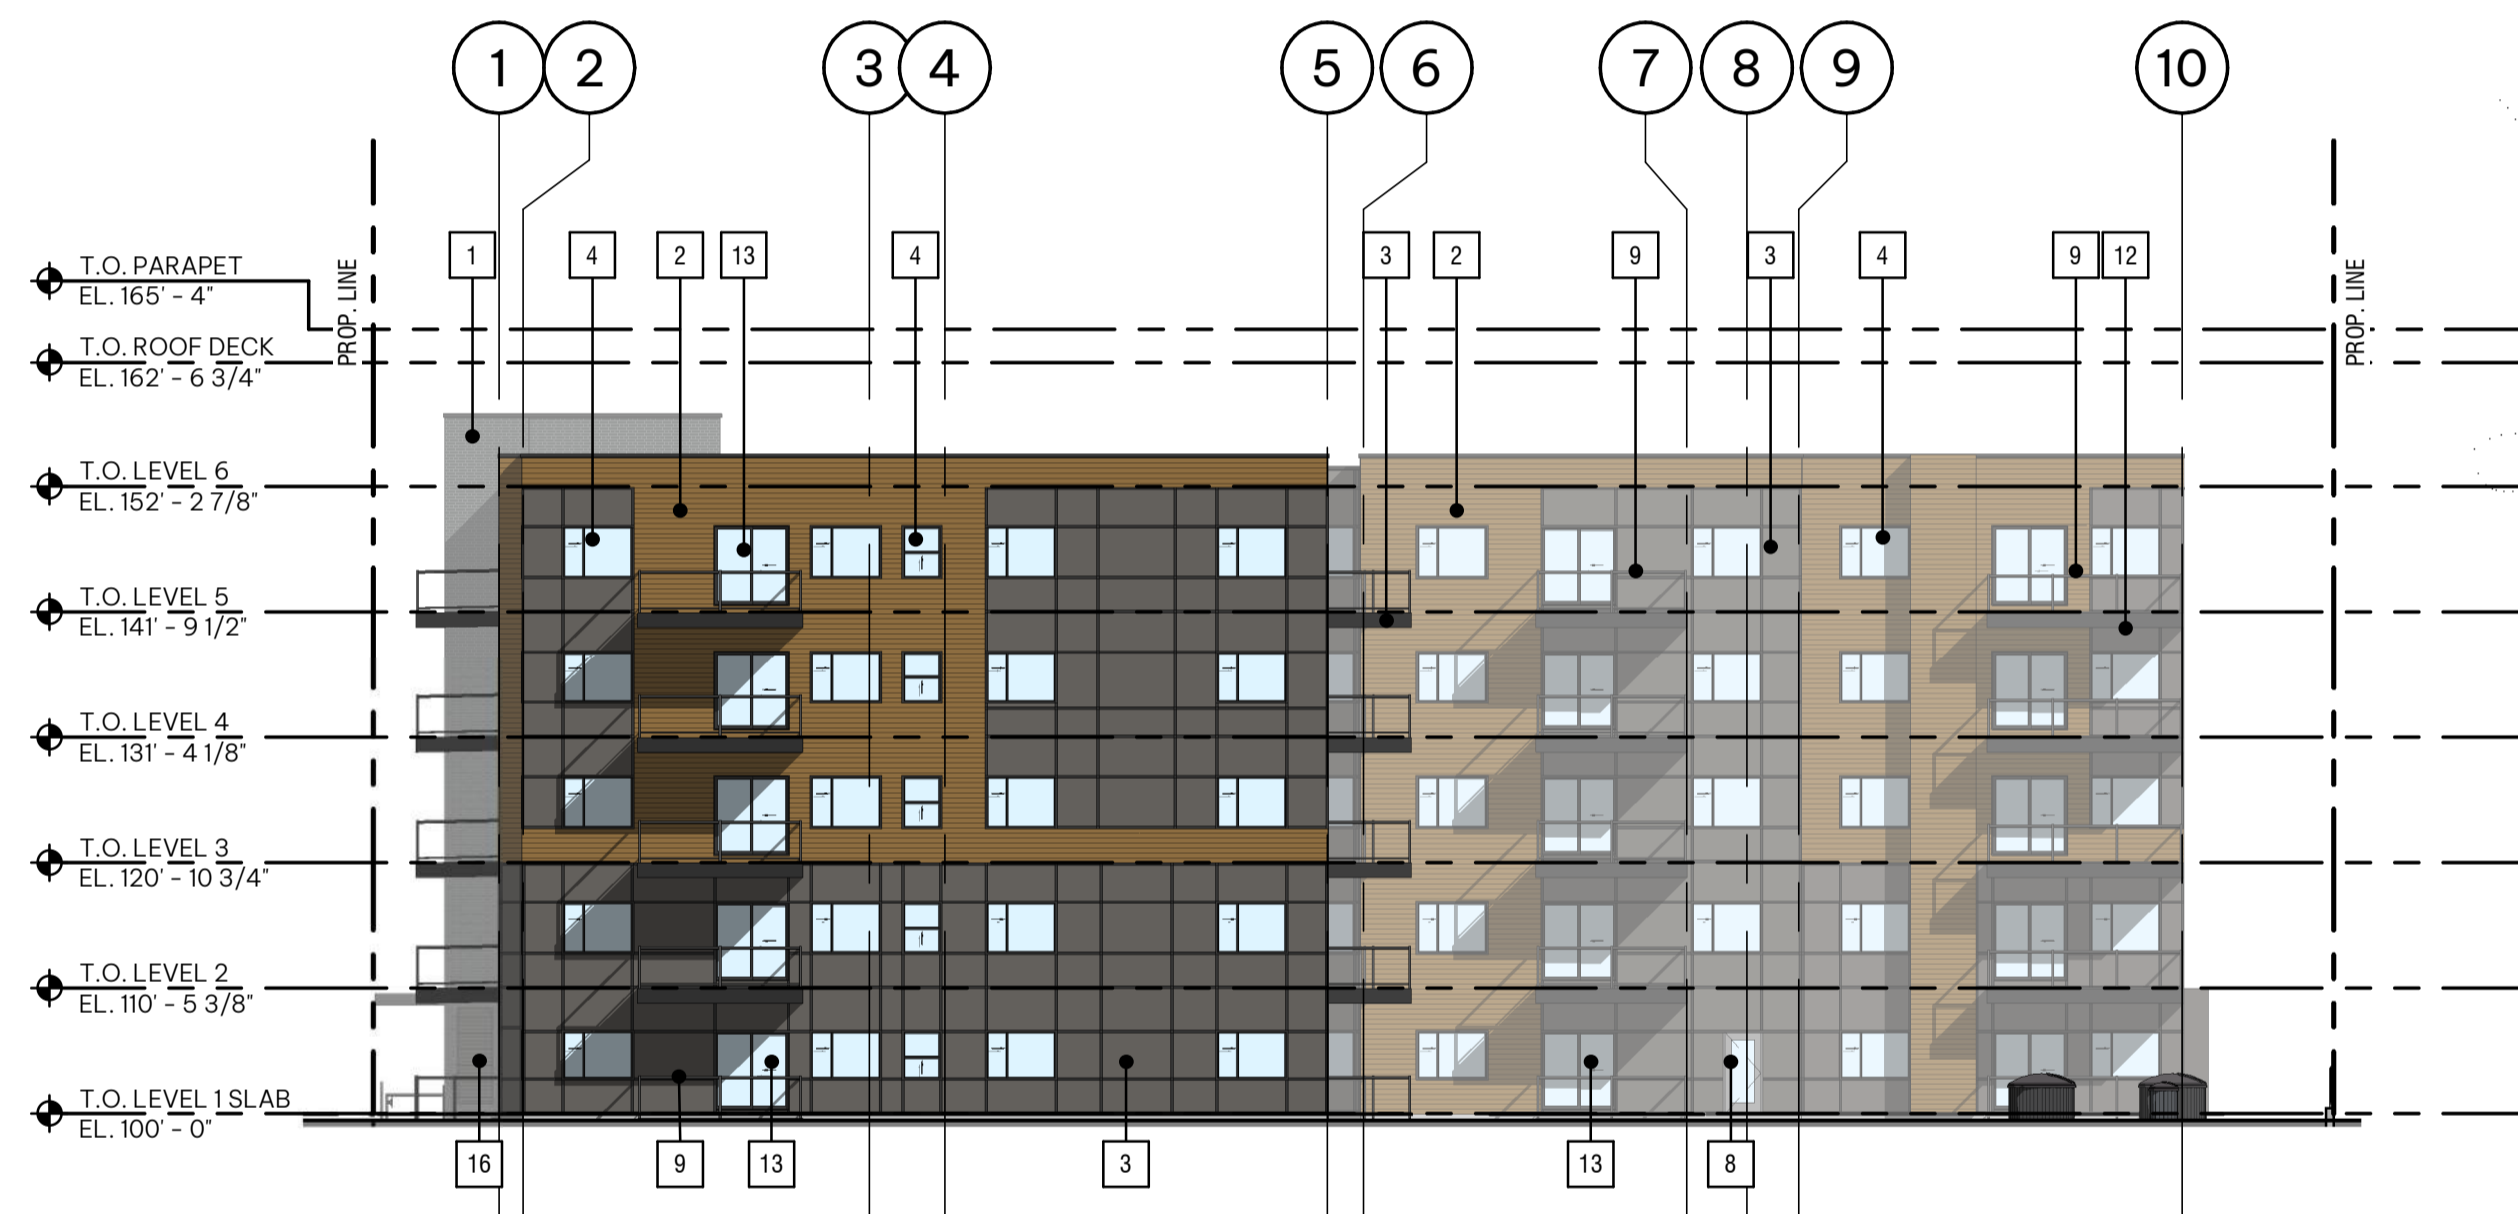 1 2 3 4 5 6 7 8 9 10
1 4 2 13 4 3 2 9 3 4 9 12
T.O. PARAPET
EL. 165' - 4"
PROP. LINE
PROP. LINE
T.O. ROOF DECK
EL. 162' - 6 3/4"
T.O. LEVEL 6
EL. 152' - 2 7/8"
T.O. LEVEL 5
EL. 141' - 9 1/2"
T.O. LEVEL 4
EL. 131' - 4 1/8"
T.O. LEVEL 3
EL. 120' - 10 3/4"
T.O. LEVEL 2
EL. 110' - 5 3/8"
T.O. LEVEL 1 SLAB
EL. 100' - 0"
16 9 13 3 13 8